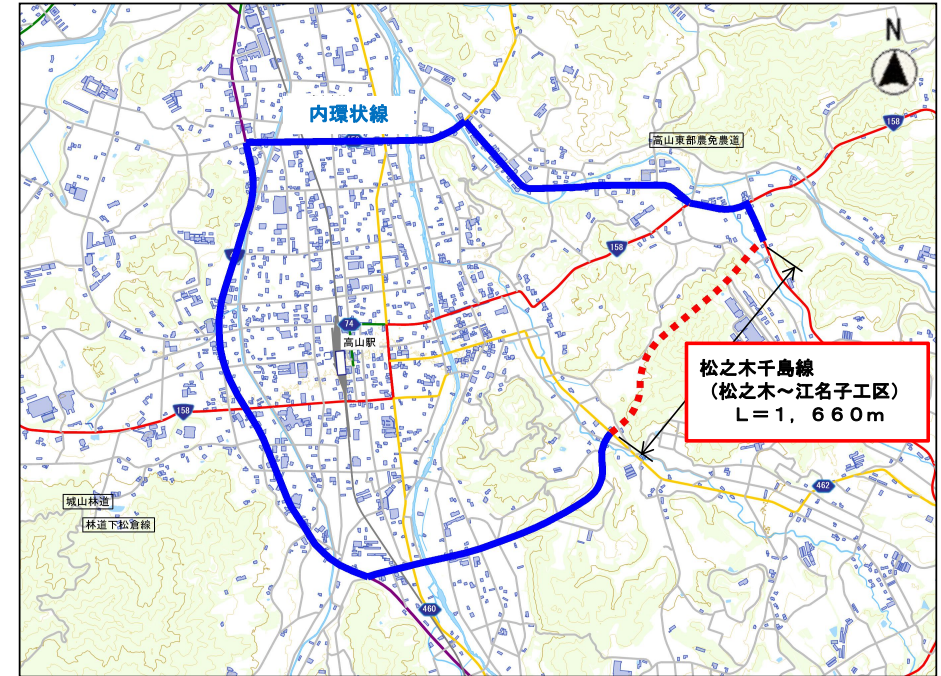 N
内環状線
158
高山東部農免農道
158
74
高山駅
松之木千島線
(松之木～江名子工区)
L＝1，660m
158
462
城山林道
林道下松倉線
460